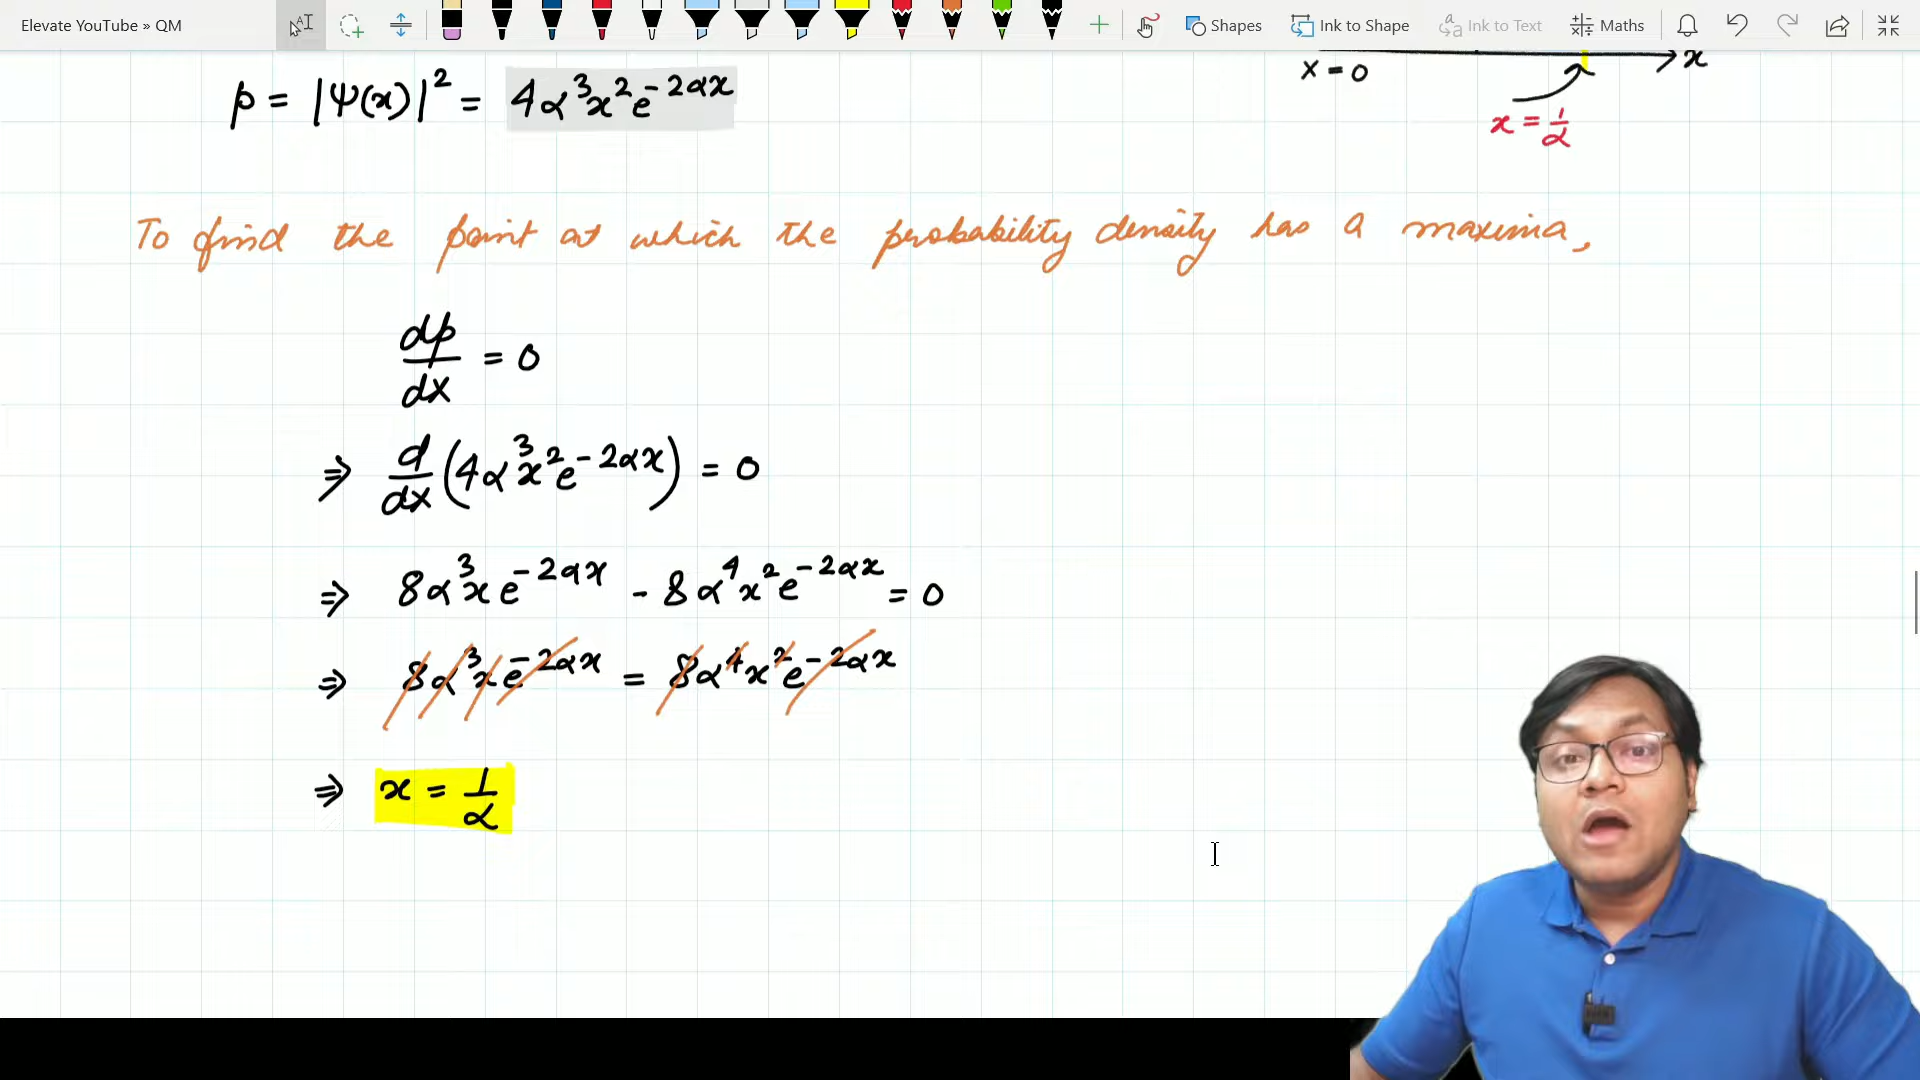 Elevate YouTube » QM
Shapes
Ink to Shape
Ink to Text
Maths
x = 0
x
x = 1/α
p = |Ψ(x)|² = 4α³x²e^(-2αx)
To find the point at which the probability density has a maxima,
dp/dx = 0
⇒ d/dx (4α³x²e^(-2αx)) = 0
⇒ 8α³xe^(-2αx) - 8α⁴x²e^(-2αx) = 0
⇒ 8α³xe^(-2αx) = 8α⁴x²e^(-2αx)
⇒ x = 1/α